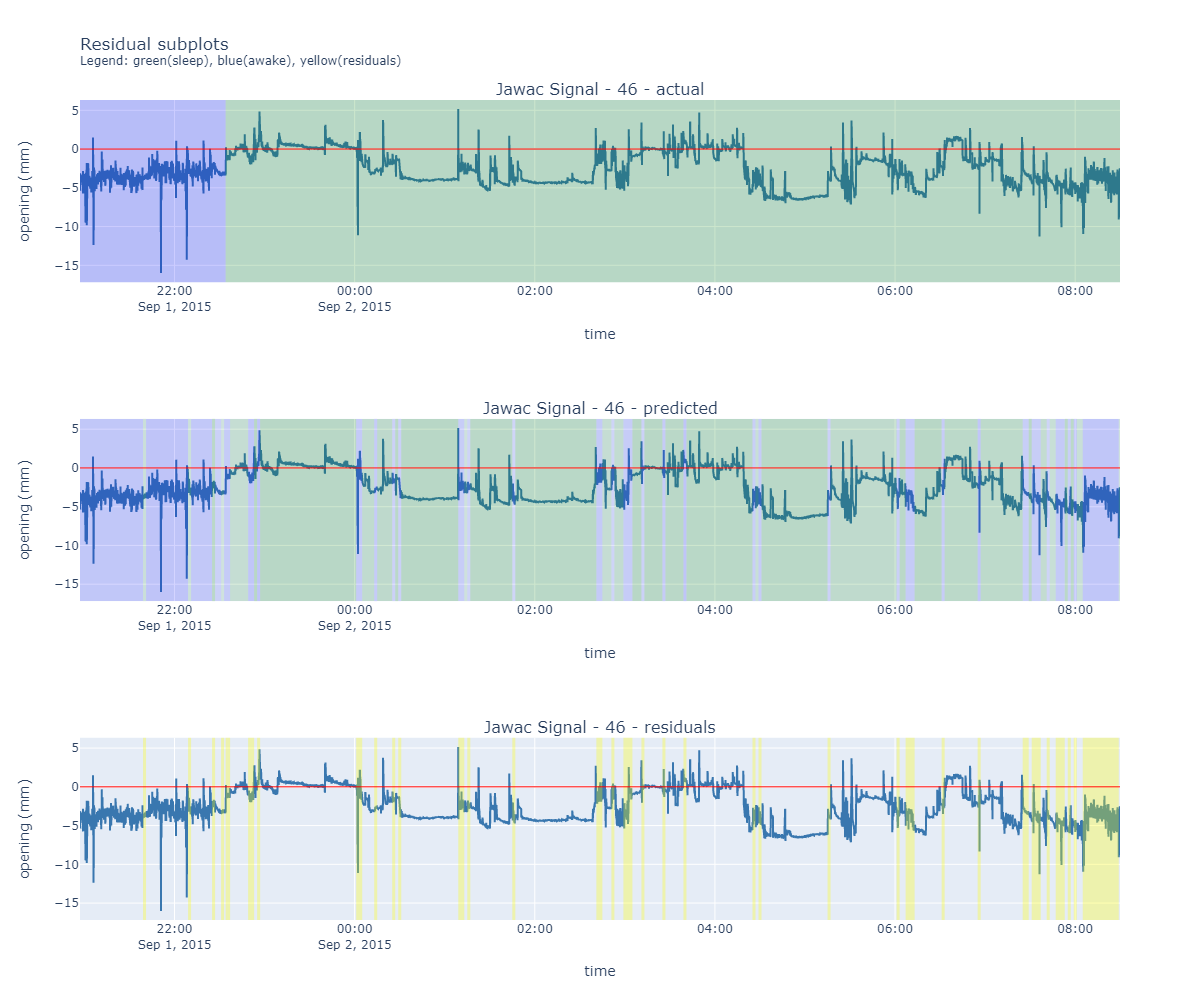 Residual subplots
Legend: green(sleep), blue(awake), yellow(residuals)
Jawac Signal - 46 - actual
opening (mm)
5
0
−5
−10
−15
22:00 00:00 02:00 04:00 06:00 08:00
Sep 1, 2015 Sep 2, 2015
time
Jawac Signal - 46 - predicted
opening (mm)
5
0
−5
−10
−15
22:00 00:00 02:00 04:00 06:00 08:00
Sep 1, 2015 Sep 2, 2015
time
Jawac Signal - 46 - residuals
opening (mm)
5
0
−5
−10
−15
22:00 00:00 02:00 04:00 06:00 08:00
Sep 1, 2015 Sep 2, 2015
time